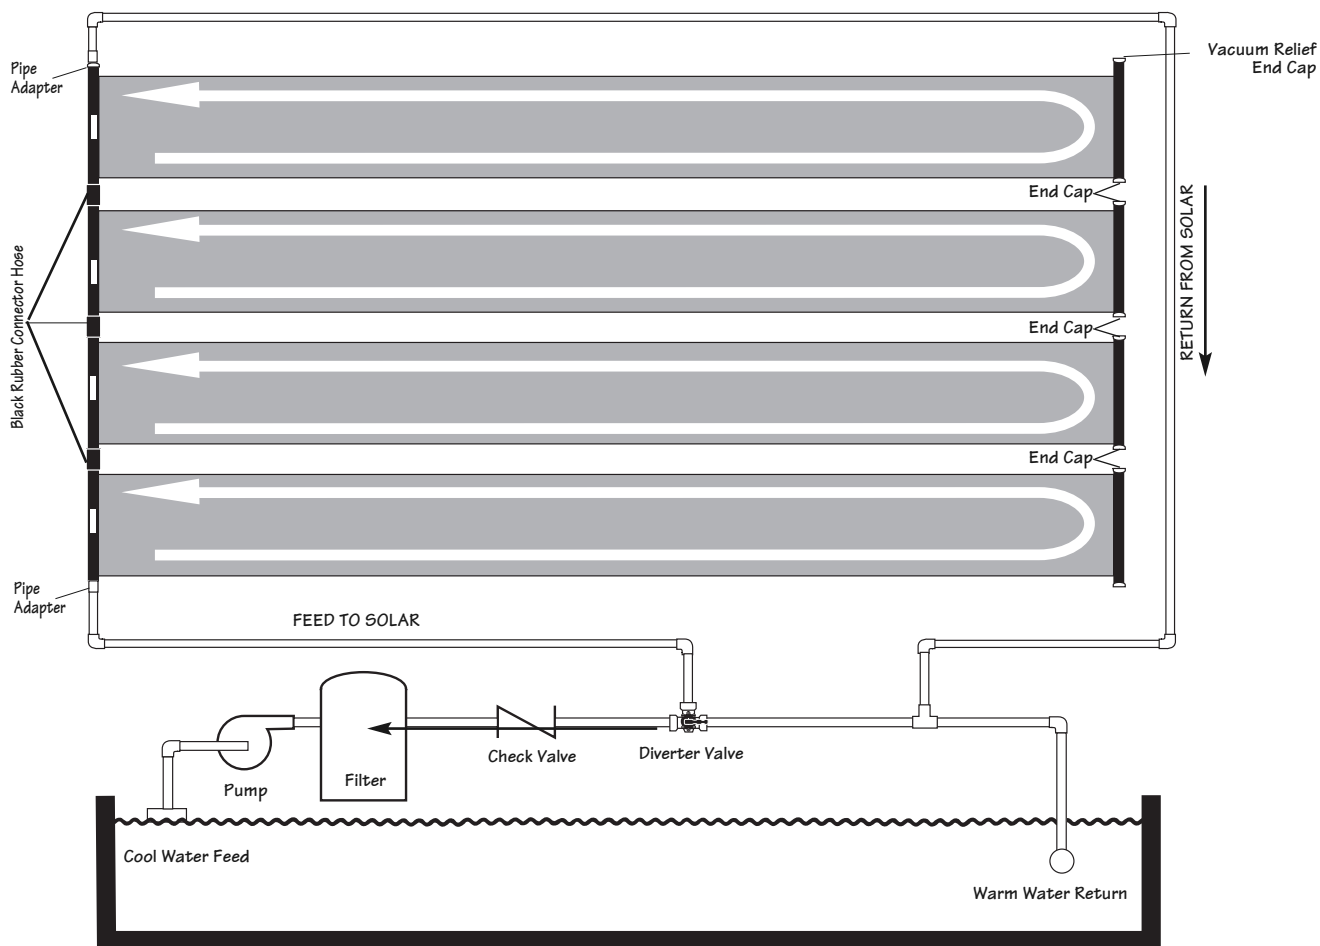 Vacuum Relief
End Cap
Pipe
Adapter
End Cap
RETURN FROM SOLAR
Black Rubber Connector Hose
End Cap
End Cap
Pipe
Adapter
FEED TO SOLAR
Check Valve
Diverter Valve
Filter
Pump
Cool Water Feed
Warm Water Return